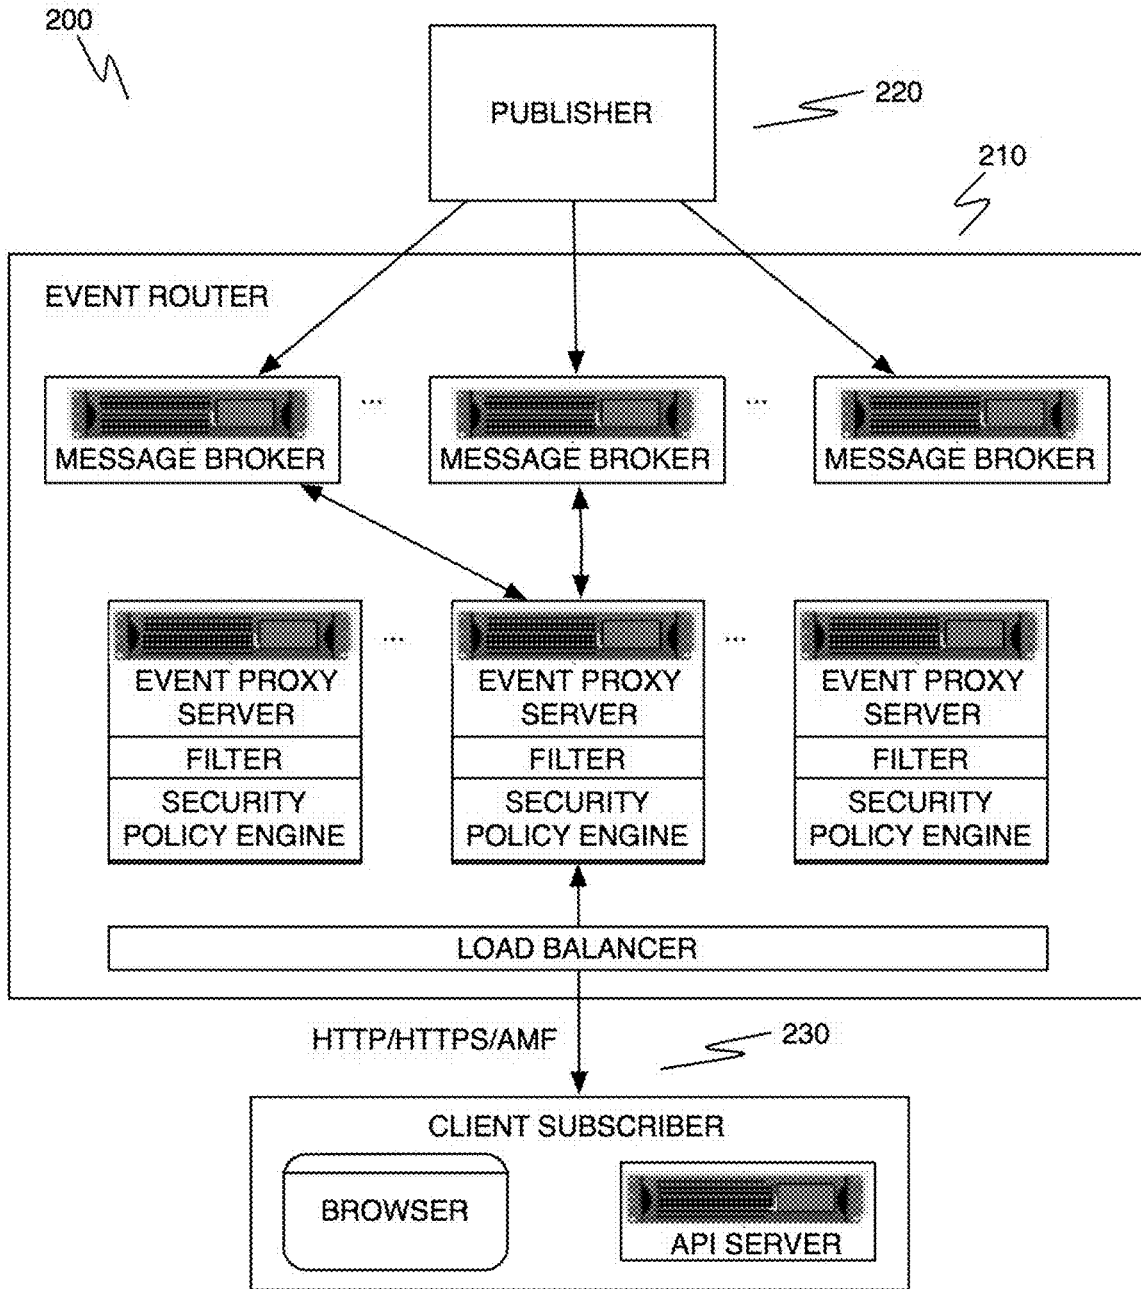 200
PUBLISHER
220
210
EVENT ROUTER
... ...
MESSAGE BROKER MESSAGE BROKER MESSAGE BROKER
... ...
EVENT PROXY EVENT PROXY EVENT PROXY
SERVER SERVER SERVER
FILTER FILTER FILTER
SECURITY SECURITY SECURITY
POLICY ENGINE POLICY ENGINE POLICY ENGINE
LOAD BALANCER
HTTP/HTTPS/AMF
230
CLIENT SUBSCRIBER
BROWSER
API SERVER